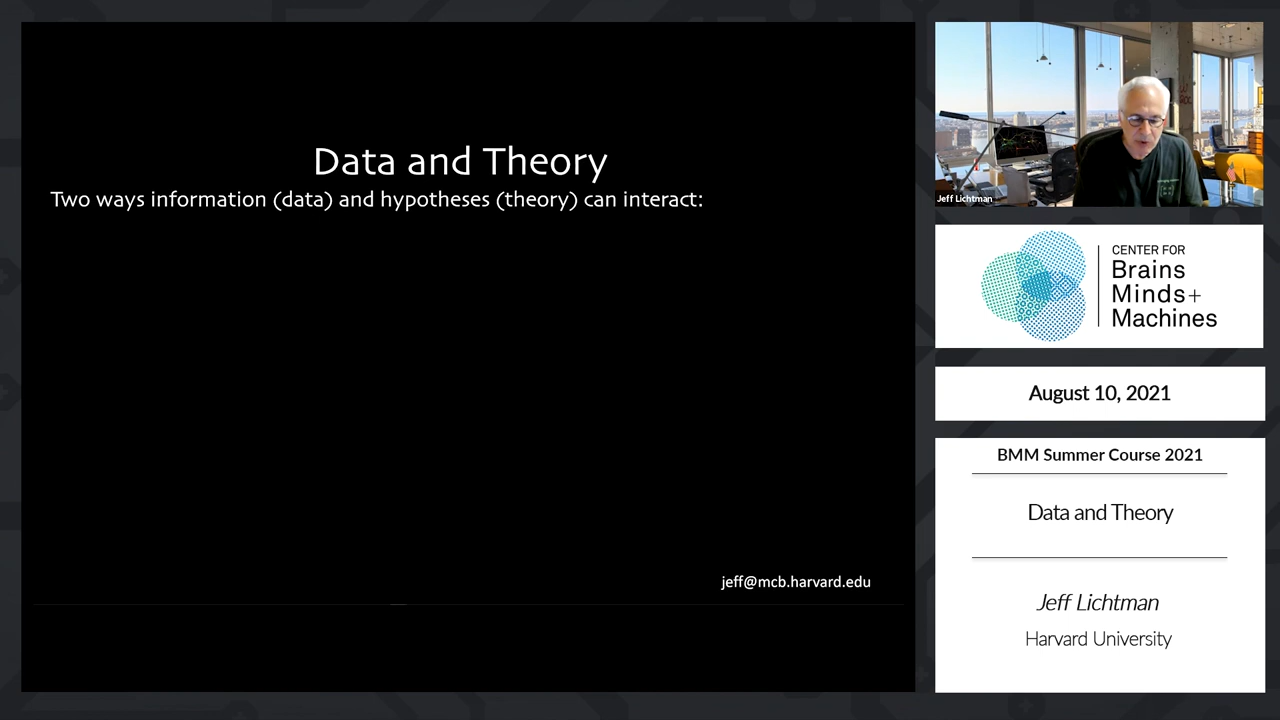 Data and Theory
Two ways information (data) and hypotheses (theory) can interact:
jeff@mcb.harvard.edu
Jeff Lichtman
CENTER FOR
Brains
Minds+
Machines
August 10, 2021
BMM Summer Course 2021
Data and Theory
Jeff Lichtman
Harvard University